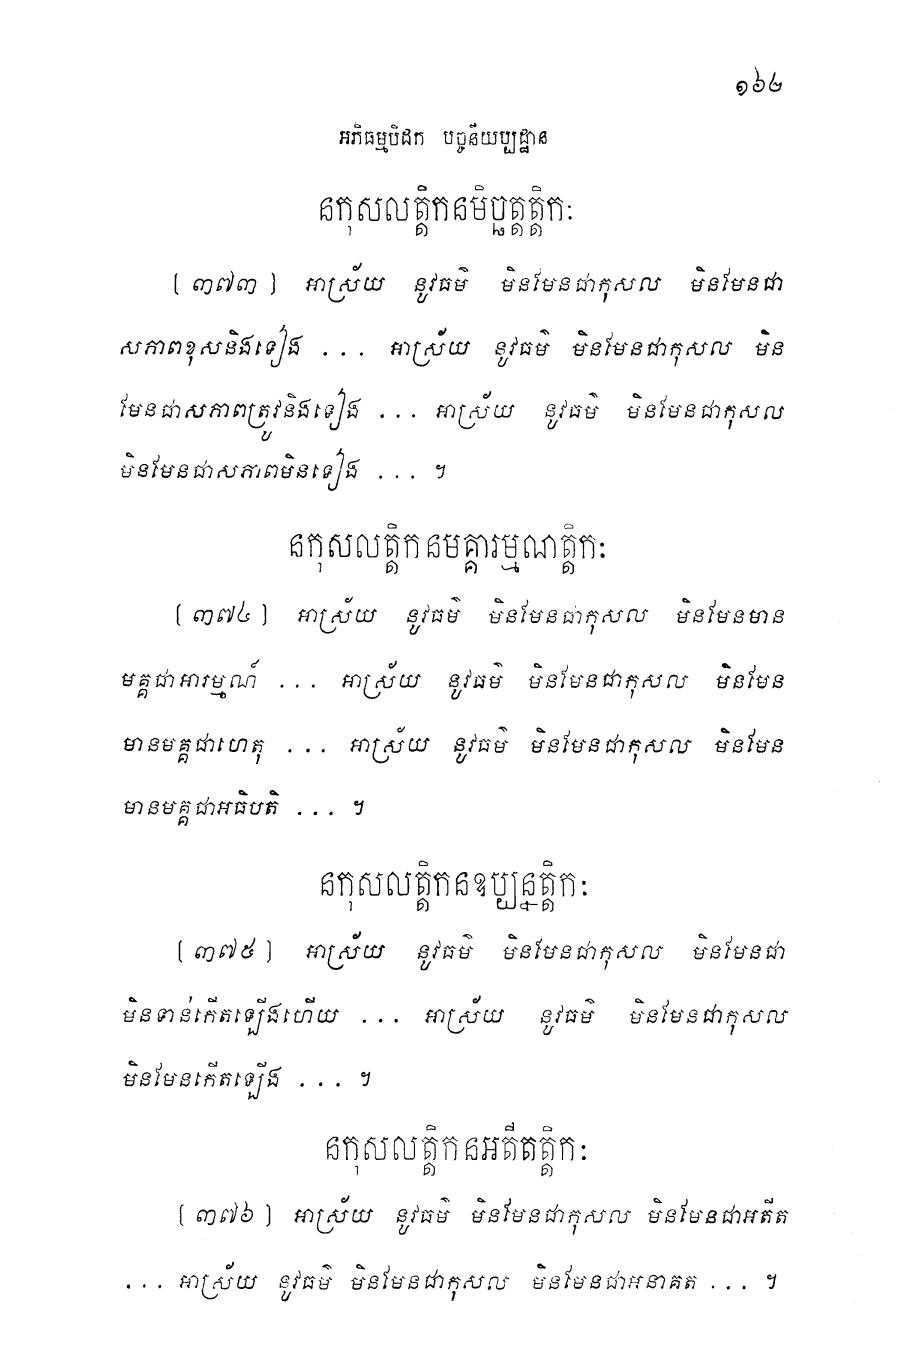 ១៦២
អភិធម្មបិដក បច្ចនីយប្បដ្ឋាន
នកុសលត្តិកនមិច្ឆត្តត្តិកៈ
[ ៣៧៣ ] អាស្រ័យ នូវធម៌ មិនមែនជាកុសល មិនមែនជា
សភាពខុសនិងទៀង ... អាស្រ័យ នូវធម៌ មិនមែនជាកុសល មិន
មែនជាសភាពត្រូវនិងទៀង ... អាស្រ័យ នូវធម៌ មិនមែនជាកុសល
មិនមែនជាសភាពមិនទៀង ... ។
នកុសលត្តិកនមគ្គារម្មណត្តិកៈ
[ ៣៧៤ ] អាស្រ័យ នូវធម៌ មិនមែនជាកុសល មិនមែនមាន
មគ្គជាអារម្មណ៍ ... អាស្រ័យ នូវធម៌ មិនមែនជាកុសល មិនមែន
មានមគ្គជាហេតុ ... អាស្រ័យ នូវធម៌ មិនមែនជាកុសល មិនមែន
មានមគ្គជាអធិបតិ ... ។
នកុសលត្តិកនឧប្បន្នត្តិកៈ
[ ៣៧៥ ] អាស្រ័យ នូវធម៌ មិនមែនជាកុសល មិនមែនជា
មិនទាន់កើតឡើងហើយ ... អាស្រ័យ នូវធម៌ មិនមែនជាកុសល
មិនមែនកើតឡើង ... ។
នកុសលត្តិកនអតីតត្តិកៈ
[ ៣៧៦ ] អាស្រ័យ នូវធម៌ មិនមែនជាកុសល មិនមែនជាអតីត
... អាស្រ័យ នូវធម៌ មិនមែនជាកុសល មិនមែនជាអនាគត ... ។